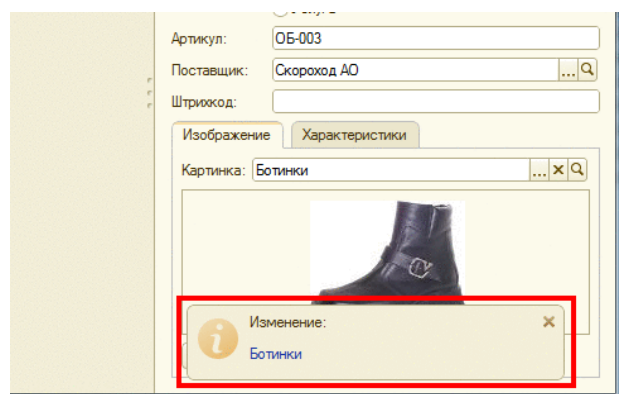 Артикул: ОБ-003
Поставщик: Скороход АО ...
Штрихкод:
Изображение Характеристики
Картинка: Ботинки ...
Изменение:
Ботинки